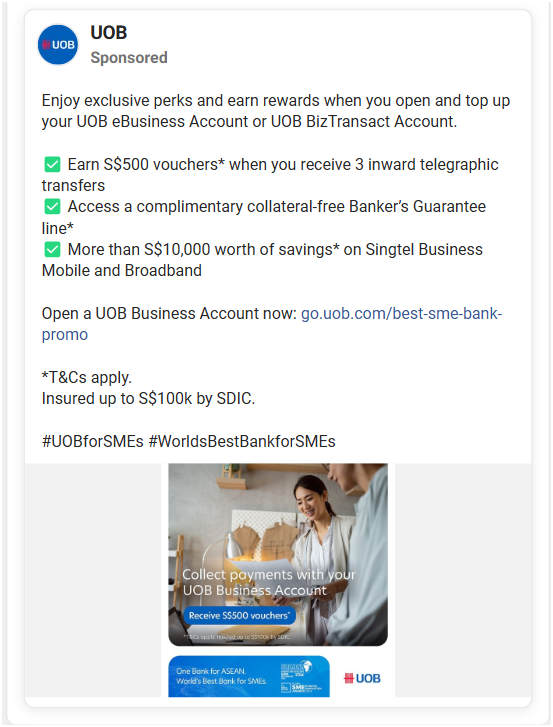 UOB
UOB
Sponsored
Enjoy exclusive perks and earn rewards when you open and top up
your UOB eBusiness Account or UOB BizTransact Account.
✅ Earn S$500 vouchers* when you receive 3 inward telegraphic
transfers
✅ Access a complimentary collateral-free Banker's Guarantee
line*
✅ More than S$10,000 worth of savings* on Singtel Business
Mobile and Broadband
Open a UOB Business Account now: go.uob.com/best-sme-bank-
promo
*T&Cs apply.
Insured up to S$100k by SDIC.
#UOBforSMEs #WorldsBestBankforSMEs
Collect payments with your
UOB Business Account
Receive S$500 vouchers*
*T&Cs apply. Insured up to S$100k by SDIC.
One Bank for ASEAN.
World's Best Bank for SMEs.
SME
UOB